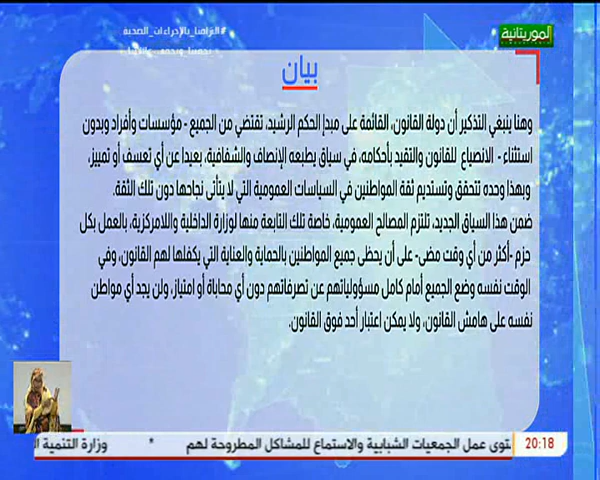 #التزامنا_بالإجراءات_الصحية
الموريتانية
بيان
وهنا ينبغي التذكير أن دولة القانون، القائمة على مبدإ الحكم الرشيد، تقتضي من الجميع - مؤسسات وأفراد وبدون
استثناء - الانصياع للقانون والتقيد بأحكامه، في سياق يطبعه الإنصاف والشفافية، بعيدا عن أي تعسف أو تمييز،
وبهذا وحده تتحقق وتستديم ثقة المواطنين في السياسات العمومية التي لا يتأتى نجاحها دون تلك الثقة.
ضمن هذا السياق الجديد، تلتزم المصالح العمومية، خاصة تلك التابعة منها لوزارة الداخلية واللامركزية، بالعمل بكل
حزم -أكثر من أي وقت مضى- على أن يحظى جميع المواطنين بالحماية والعناية التي يكفلها لهم القانون، وفي
الوقت نفسه وضع الجميع أمام كامل مسؤولياتهم عن تصرفاتهم دون أي محاباة أو امتياز، ولن يجد أي مواطن
نفسه على هامش القانون، ولا يمكن اعتبار أحد فوق القانون.
20:18
توى عمل الجمعيات الشبابية والاستماع للمشاكل المطروحة لهم * وزارة التنمية ال